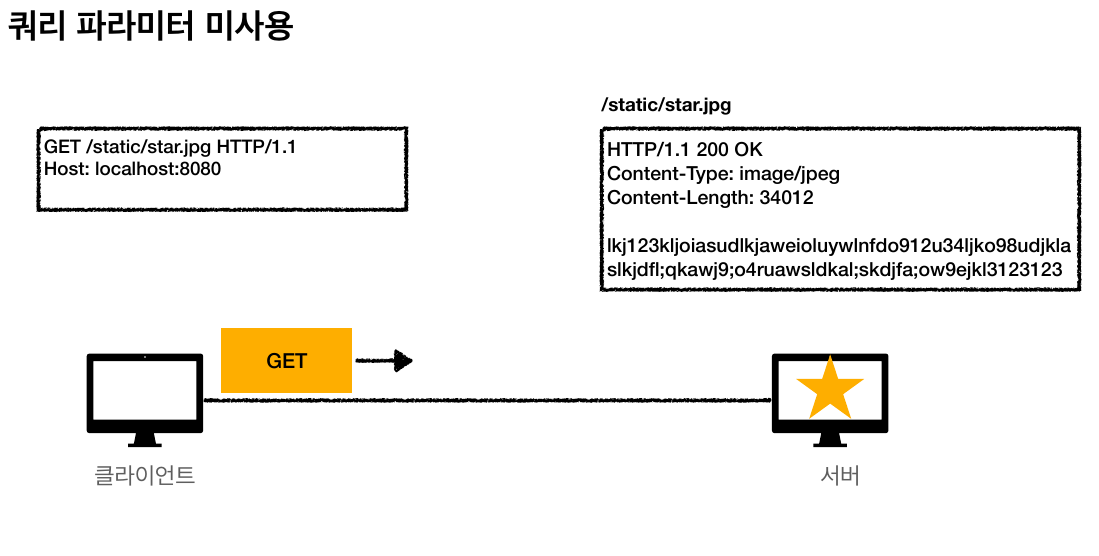 쿼리 파라미터 미사용
/static/star.jpg
GET /static/star.jpg HTTP/1.1
Host: localhost:8080
HTTP/1.1 200 OK
Content-Type: image/jpeg
Content-Length: 34012
lkj123kljoiasudlkjaweioluywlnfdo912u34ljko98udjkla
slkjdfl;qkawj9;o4ruawsldkal;skdjfa;ow9ejkl3123123
GET
클라이언트
서버